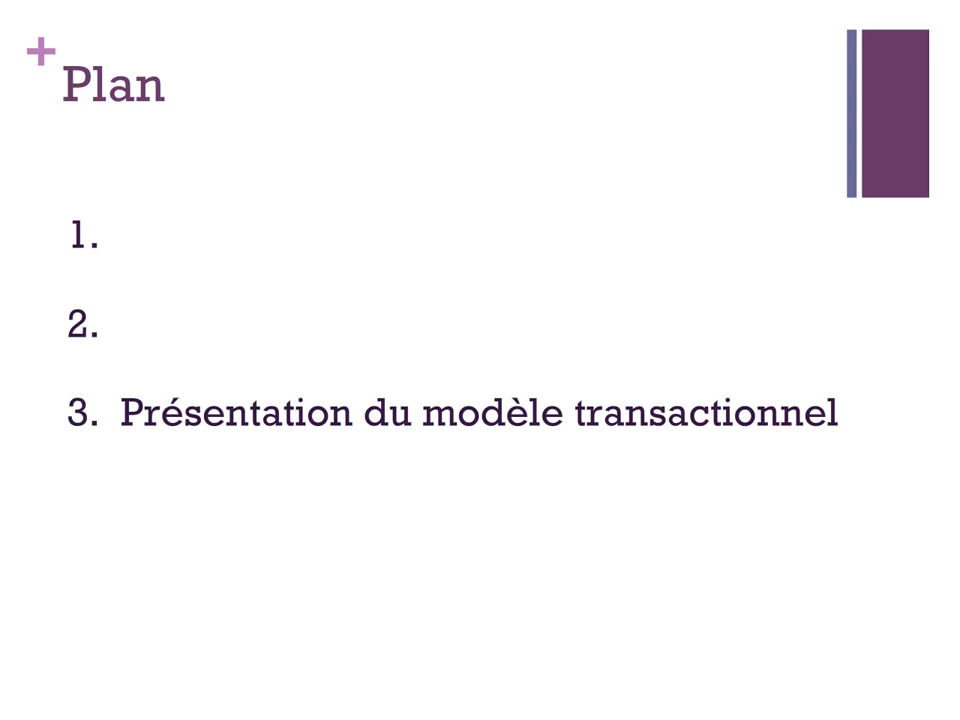 +
Plan
1.
2.
3. Présentation du modèle transactionnel